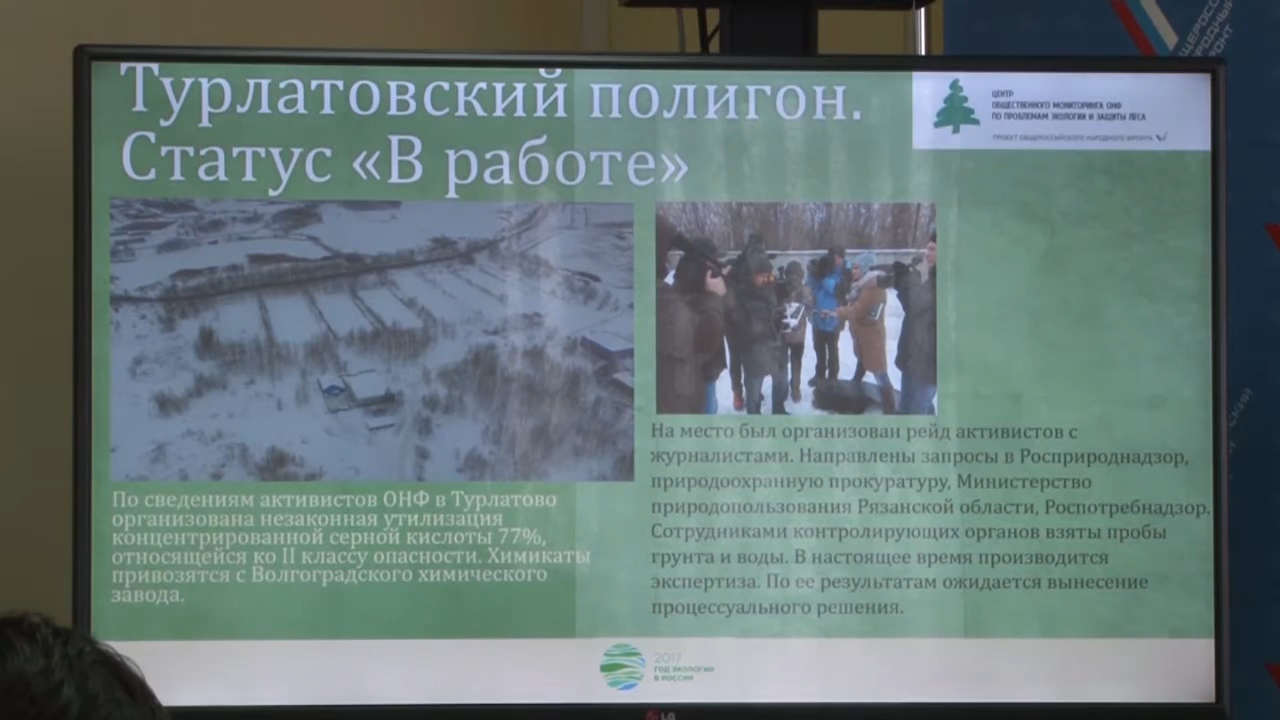 Турлатовский полигон.
Статус «В работе»
ЦЕНТР
ОБЩЕСТВЕННОГО МОНИТОРИНГА ОНФ
ПО ПРОБЛЕМАМ ЭКОЛОГИИ И ЗАЩИТЫ ЛЕСА
ПРОЕКТ ОБЩЕРОССИЙСКОГО НАРОДНОГО ФРОНТА
По сведениям активистов ОНФ в Турлатово
организована незаконная утилизация
концентрированной серной кислоты 77%,
относящейся ко II классу опасности. Химикаты
привозятся с Волгоградского химического
завода.
На место был организован рейд активистов с
журналистами. Направлены запросы в Росприроднадзор,
природоохранную прокуратуру, Министерство
природопользования Рязанской области, Роспотребнадзор.
Сотрудниками контролирующих органов взяты пробы
грунта и воды. В настоящее время производится
экспертиза. По ее результатам ожидается вынесение
процессуального решения.
2017
ГОД ЭКОЛОГИИ
В РОССИИ
LG